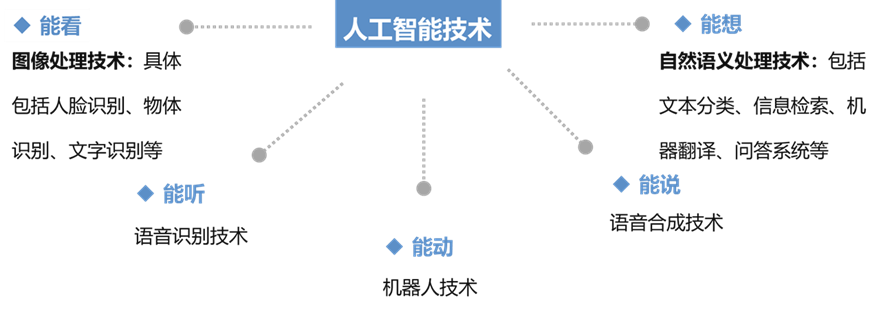 人工智能技术
能看
图像处理技术：具体
包括人脸识别、物体
识别、文字识别等
能听
语音识别技术
能动
机器人技术
能说
语音合成技术
能想
自然语义处理技术：包括
文本分类、信息检索、机
器翻译、问答系统等